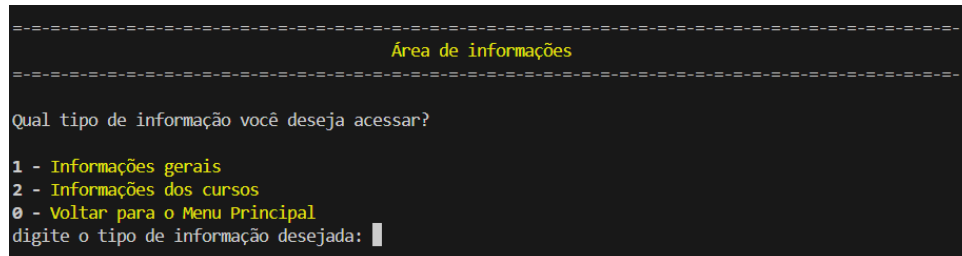 =-=-=-=-=-=-=-=-=-=-=-=-=-=-=-=-=-=-=-=-=-=-=-=-=-=-=-=-=-=-=-=-=-=-=-=-=-=-=-=-=-=-=-=-=-=-=-=-=-=-=-
Área de informações
=-=-=-=-=-=-=-=-=-=-=-=-=-=-=-=-=-=-=-=-=-=-=-=-=-=-=-=-=-=-=-=-=-=-=-=-=-=-=-=-=-=-=-=-=-=-=-=-=-=-=-
Qual tipo de informação você deseja acessar?
1 - Informações gerais
2 - Informações dos cursos
0 - Voltar para o Menu Principal
digite o tipo de informação desejada: